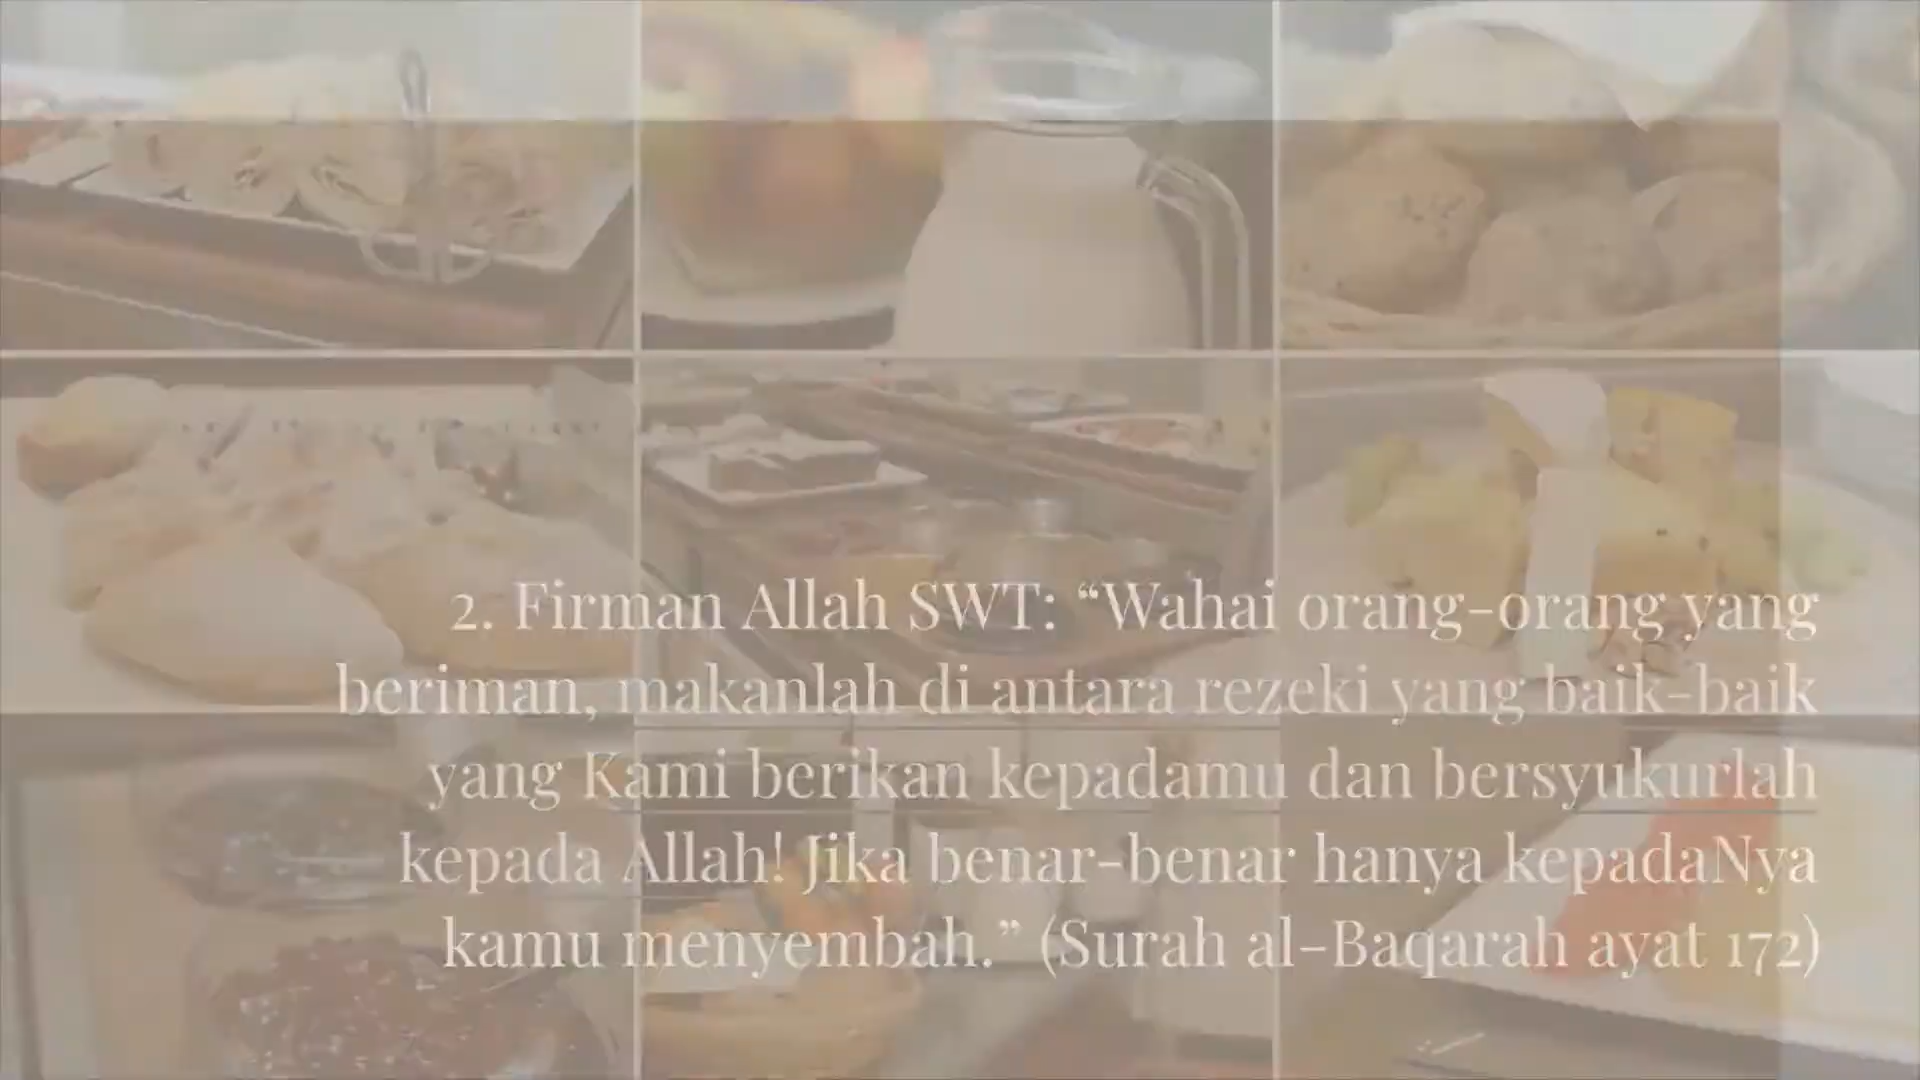 2. Firman Allah SWT: “Wahai orang-orang yang
beriman, makanlah di antara rezeki yang baik-baik
yang Kami berikan kepadamu dan bersyukurlah
kepada Allah! Jika benar-benar hanya kepadaNya
kamu menyembah.” (Surah al-Baqarah ayat 172)